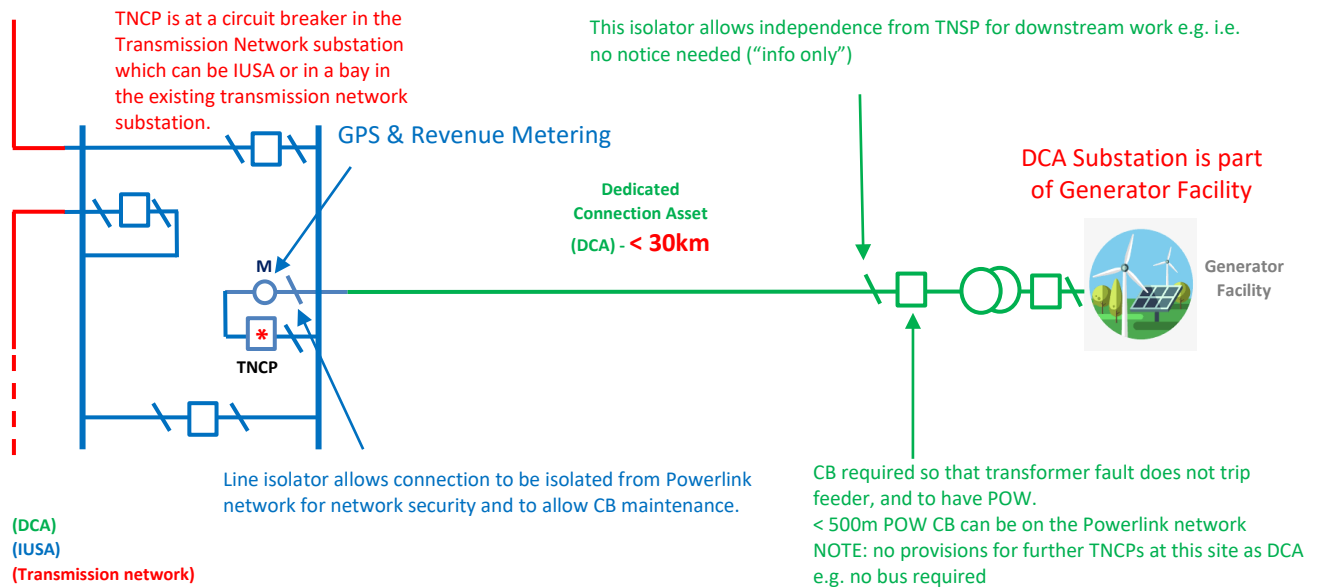 TNCP is at a circuit breaker in the
Transmission Network substation
which can be IUSA or in a bay in
the existing transmission network
substation.
This isolator allows independence from TNSP for downstream work e.g. i.e.
no notice needed (“info only”)
GPS & Revenue Metering
DCA Substation is part
of Generator Facility
Dedicated
Connection Asset
(DCA) - < 30km
M
Generator
Facility
*
TNCP
Line isolator allows connection to be isolated from Powerlink
network for network security and to allow CB maintenance.
CB required so that transformer fault does not trip
feeder, and to have POW.
< 500m POW CB can be on the Powerlink network
NOTE: no provisions for further TNCPs at this site as DCA
e.g. no bus required
(DCA)
(IUSA)
(Transmission network)